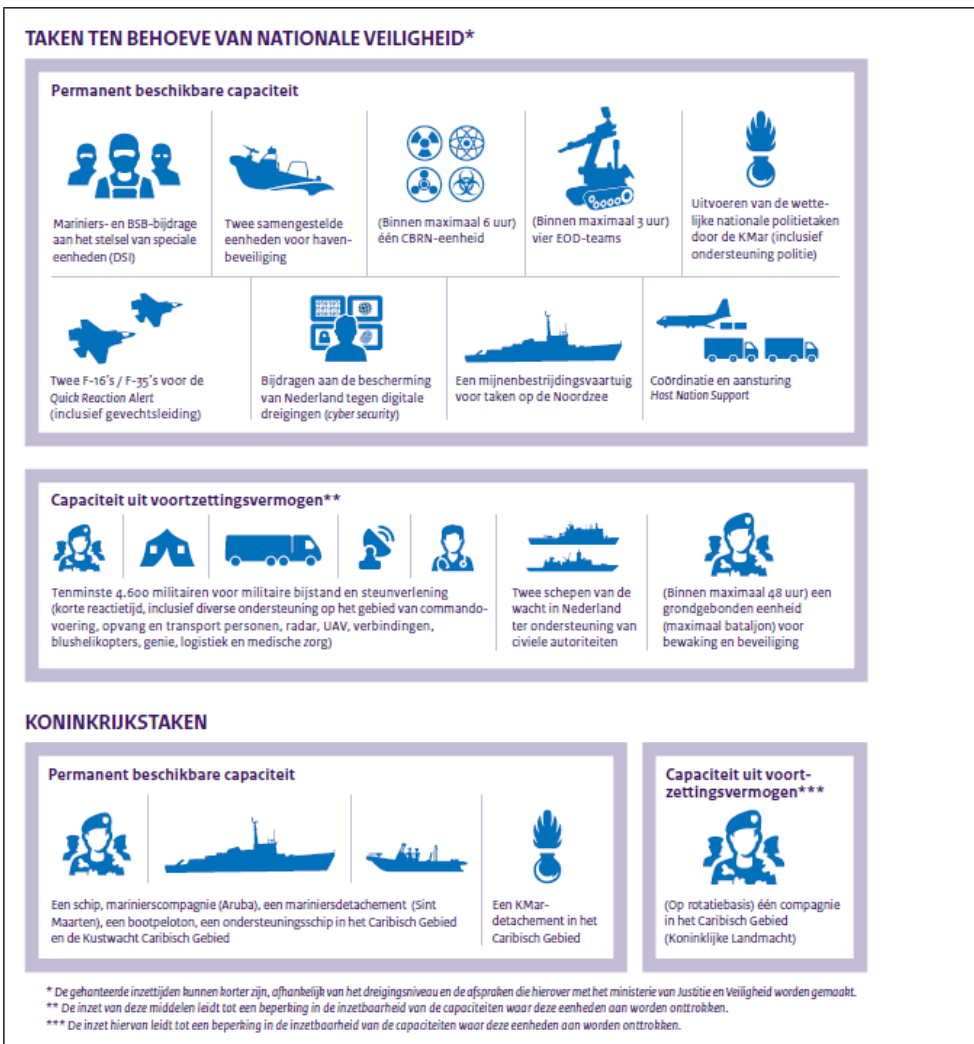 TAKEN TEN BEHOEVE VAN NATIONALE VEILIGHEID*
Permanent beschikbare capaciteit
Mariniers- en BSB-bijdrage
aan het stelsel van speciale
eenheden (DSI)
Twee samengestelde
eenheden voor haven-
beveiliging
(Binnen maximaal 6 uur)
één CBRN-eenheid
(Binnen maximaal 3 uur)
vier EOD-teams
Uitvoeren van de wette-
lijke nationale politietaken
door de KMar (inclusief
ondersteuning politie)
Twee F-16's / F-35's voor de
Quick Reaction Alert
(inclusief gevechtsleiding)
Bijdragen aan de bescherming
van Nederland tegen digitale
dreigingen (cyber security)
Een mijnenbestrijdingsvaartuig
voor taken op de Noordzee
Coördinatie en aansturing
Host Nation Support
Capaciteit uit voortzettingsvermogen**
Tenminste 4.600 militairen voor militaire bijstand en steunverlening
(korte reactietijd, inclusief diverse ondersteuning op het gebied van commando-
voering, opvang en transport personen, radar, UAV, verbindingen,
blushelikopters, genie, logistiek en medische zorg)
Twee schepen van de
wacht in Nederland
ter ondersteuning van
civiele autoriteiten
(Binnen maximaal 48 uur) een
grondgebonden eenheid
(maximaal bataljon) voor
bewaking en beveiliging
KONINKRIJKSTAKEN
Permanent beschikbare capaciteit
Een schip, marinierscompagnie (Aruba), een mariniersdetachement (Sint
Maarten), een bootpeloton, een ondersteuningsschip in het Caribisch Gebied
en de Kustwacht Caribisch Gebied
Een KMar-
detachement in het
Caribisch Gebied
Capaciteit uit voort-
zettingsvermogen***
(Op rotatiebasis) één compagnie
in het Caribisch Gebied
(Koninklijke Landmacht)
* De gehanteerde inzettijden kunnen korter zijn, afhankelijk van het dreigingsniveau en de afspraken die hierover met het ministerie van Justitie en Veiligheid worden gemaakt.
** De inzet van deze middelen leidt tot een beperking in de inzetbaarheid van de capaciteiten waar deze eenheden aan worden onttrokken.
*** De inzet hiervan leidt tot een beperking in de inzetbaarheid van de capaciteiten waar deze eenheden aan worden onttrokken.